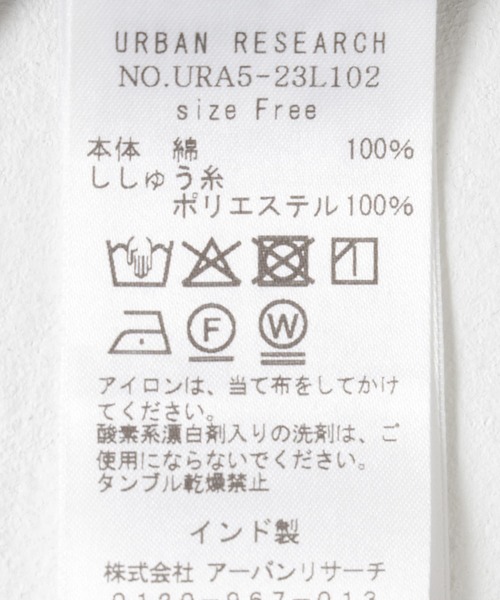 URBAN RESEARCH
NO.URA5-23L102
size Free
本体 綿 100%
ししゅう糸
ポリエステル 100%
F W
アイロンは、当て布をしてかけ
てください。
酸素系漂白剤入りの洗剤は、ご
使用にならないでください。
タンブル乾燥禁止
インド製
株式会社 アーバンリサーチ
0120-967-013